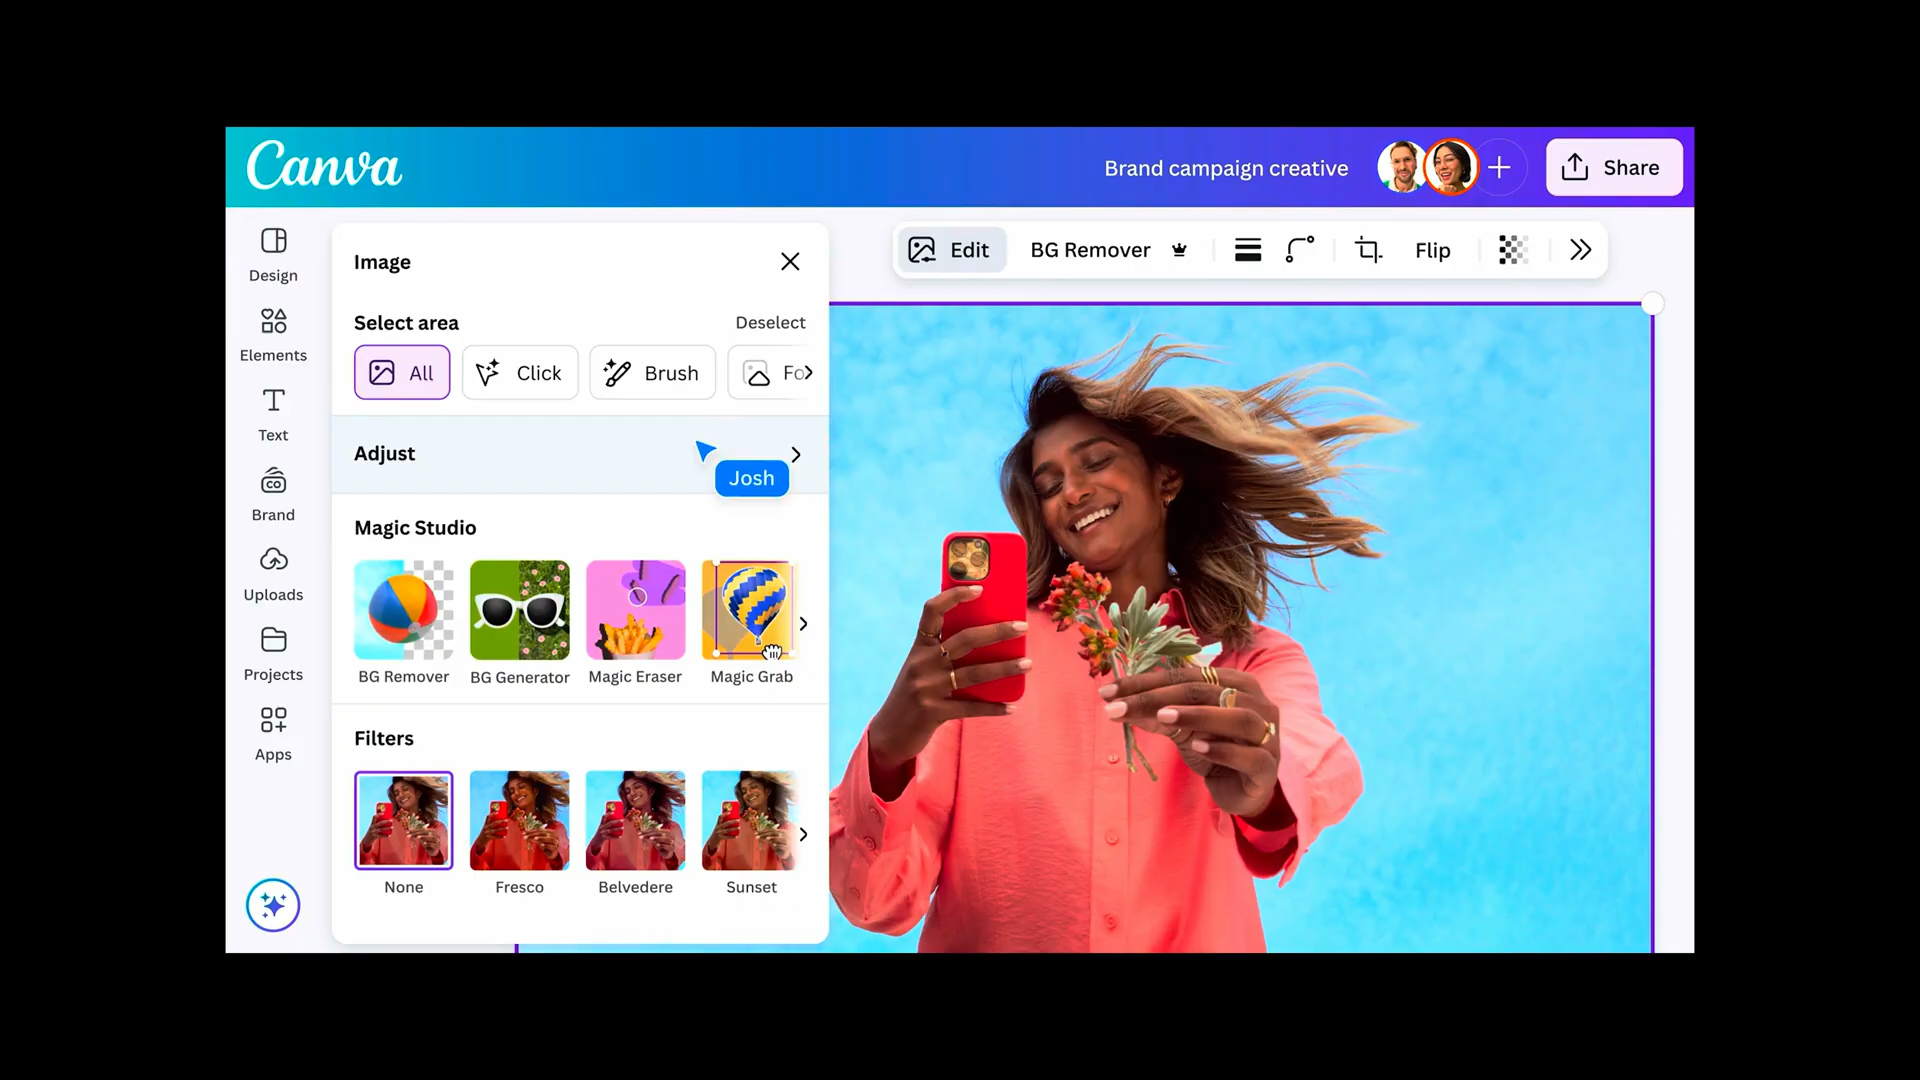 Canva
Brand campaign creative
Share
Design
Elements
Text
Brand
Uploads
Projects
Apps
Image
Select area
Deselect
All
Click
Brush
Fo
Adjust
Josh
Magic Studio
BG Remover
BG Generator
Magic Eraser
Magic Grab
Filters
None
Fresco
Belvedere
Sunset
Edit
BG Remover
Flip